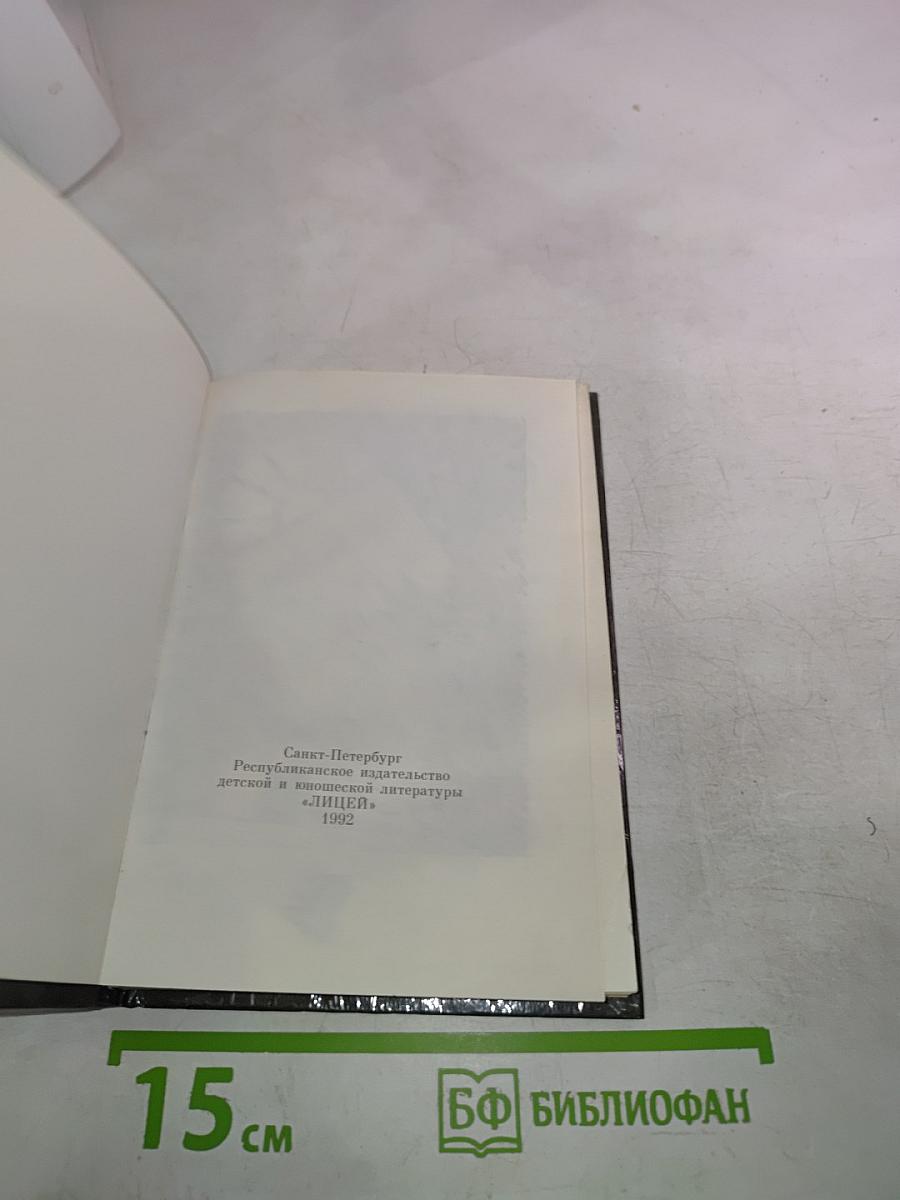 Санкт-Петербург
Республиканское издательство
детской и юношеской литературы
«ЛИЦЕЙ»
1992
15 см
БФ БИБЛИОФАН